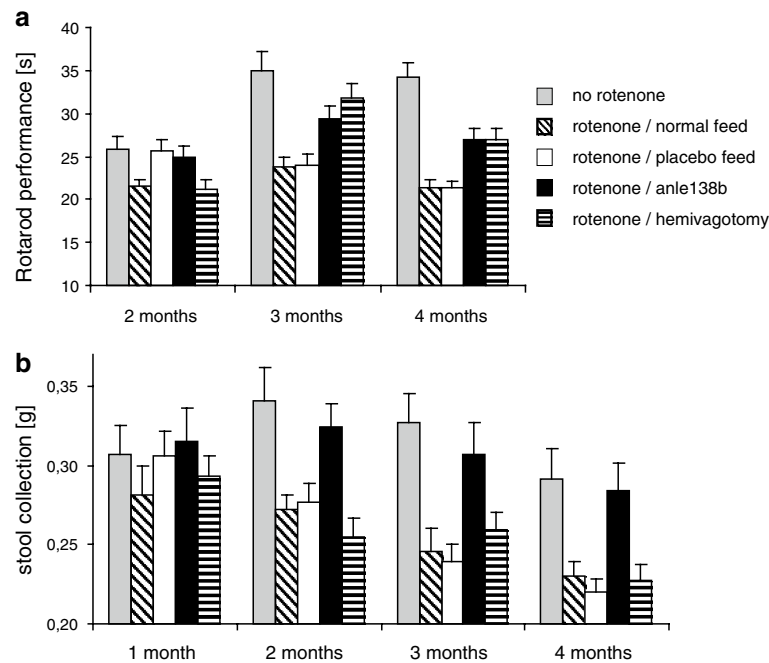 a
Rotarod performance [s]
40
35
30
25
20
15
10
2 months
3 months
4 months
no rotenone
rotenone / normal feed
rotenone / placebo feed
rotenone / anle138b
rotenone / hemivagotomy
b
stool collection [g]
0,35
0,30
0,25
0,20
1 month
2 months
3 months
4 months